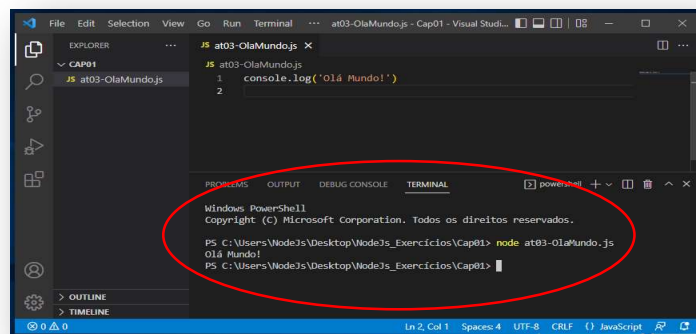 File Edit Selection View Go Run Terminal ··· at03-OlaMundo.js - Cap01 - Visual Studi...
EXPLORER ···
CAP01
JS at03-OlaMundo.js
JS at03-OlaMundo.js ×
JS at03-OlaMundo.js
1 console.log('Olá Mundo!')
2
PROBLEMS OUTPUT DEBUG CONSOLE TERMINAL powershell
Windows PowerShell
Copyright (C) Microsoft Corporation. Todos os direitos reservados.
PS C:\Users\NodeJs\Desktop\NodeJs_Exercícios\Cap01> node at03-OlaMundo.js
Olá Mundo!
PS C:\Users\NodeJs\Desktop\NodeJs_Exercícios\Cap01>
OUTLINE
TIMELINE
0 0 Ln 2, Col 1 Spaces: 4 UTF-8 CRLF {} JavaScript